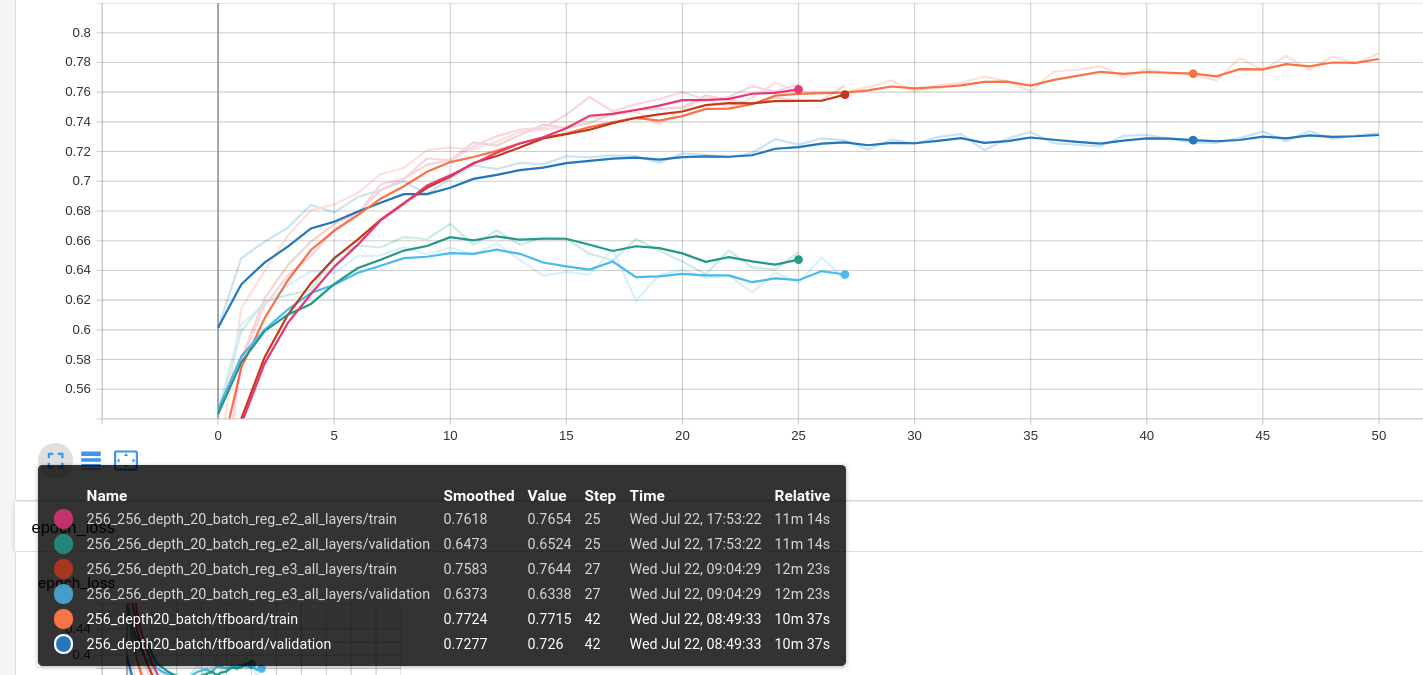 0.8
0.78
0.76
0.74
0.72
0.7
0.68
0.66
0.64
0.62
0.6
0.58
0.56
0 5 10 15 20 25 30 35 40 45 50
Name Smoothed Value Step Time Relative
256_256_depth_20_batch_reg_e2_all_layers/train 0.7618 0.7654 25 Wed Jul 22, 17:53:22 11m 14s
epoch_loss
256_256_depth_20_batch_reg_e2_all_layers/validation 0.6473 0.6524 25 Wed Jul 22, 17:53:22 11m 14s
256_256_depth_20_batch_reg_e3_all_layers/train 0.7583 0.7644 27 Wed Jul 22, 09:04:29 12m 23s
epoch_loss
256_256_depth_20_batch_reg_e3_all_layers/validation 0.6373 0.6338 27 Wed Jul 22, 09:04:29 12m 23s
256_depth20_batch/tfboard/train 0.7724 0.7715 42 Wed Jul 22, 08:49:33 10m 37s
0.44
256_depth20_batch/tfboard/validation 0.7277 0.726 42 Wed Jul 22, 08:49:33 10m 37s
0.4